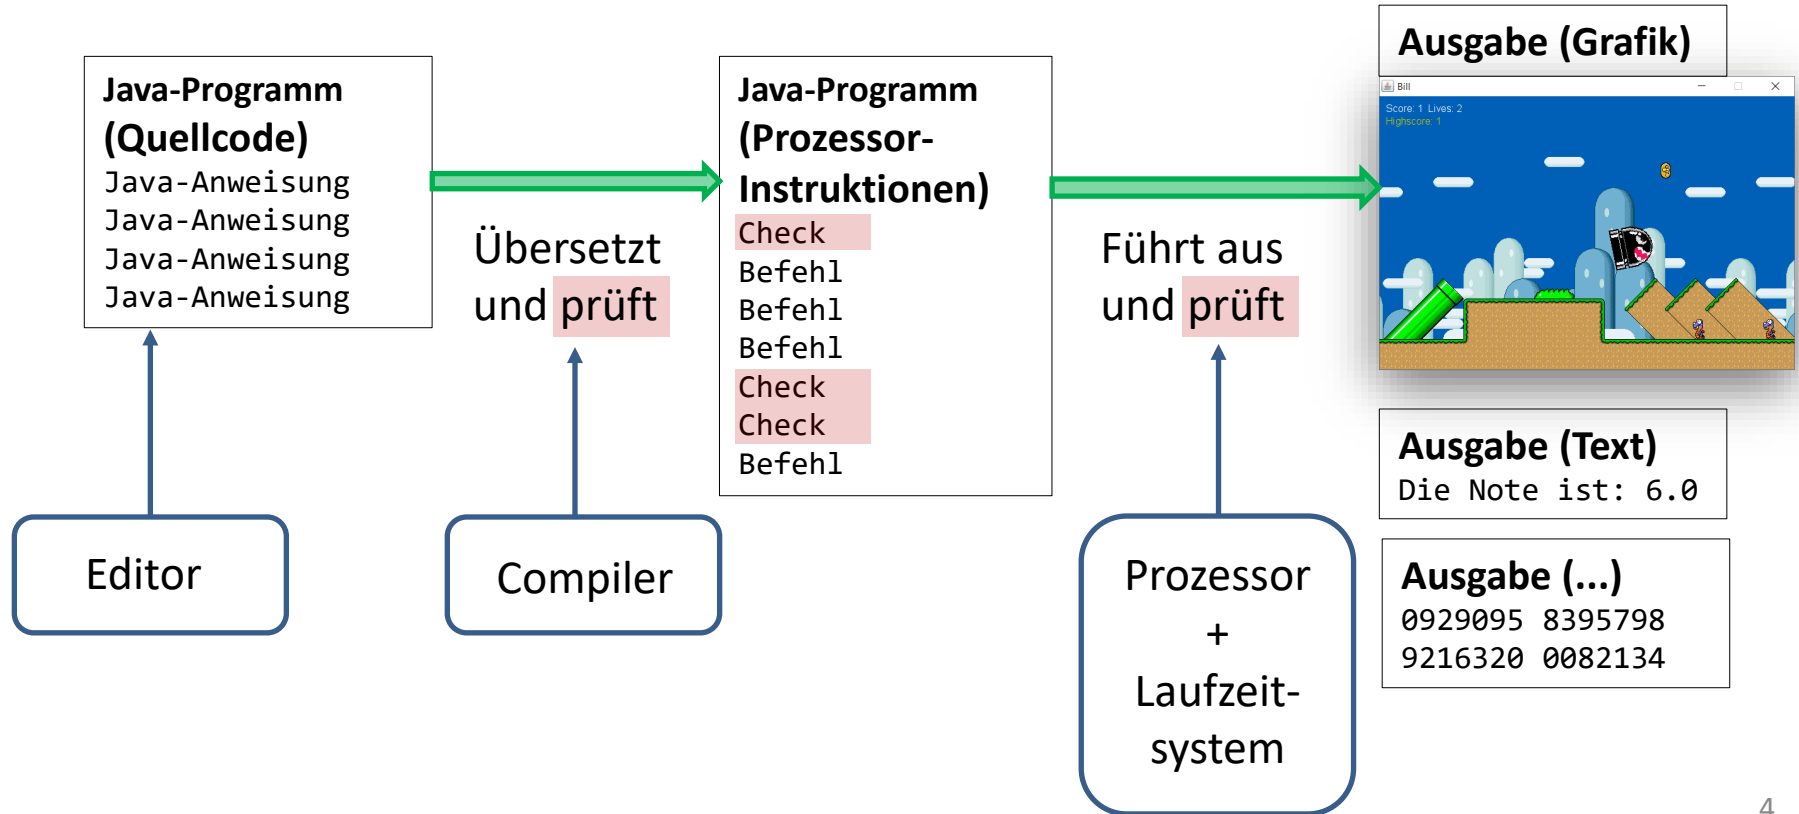 Java-Programm
(Quellcode)
Java-Anweisung
Java-Anweisung
Java-Anweisung
Java-Anweisung
Editor
Übersetzt
und prüft
Compiler
Java-Programm
(Prozessor-
Instruktionen)
Check
Befehl
Befehl
Befehl
Check
Check
Befehl
Führt aus
und prüft
Prozessor
+
Laufzeit-
system
Ausgabe (Grafik)
Bill
Score: 1 Lives: 2
Highscore: 1
Ausgabe (Text)
Die Note ist: 6.0
Ausgabe (...)
0929095 8395798
9216320 0082134
4